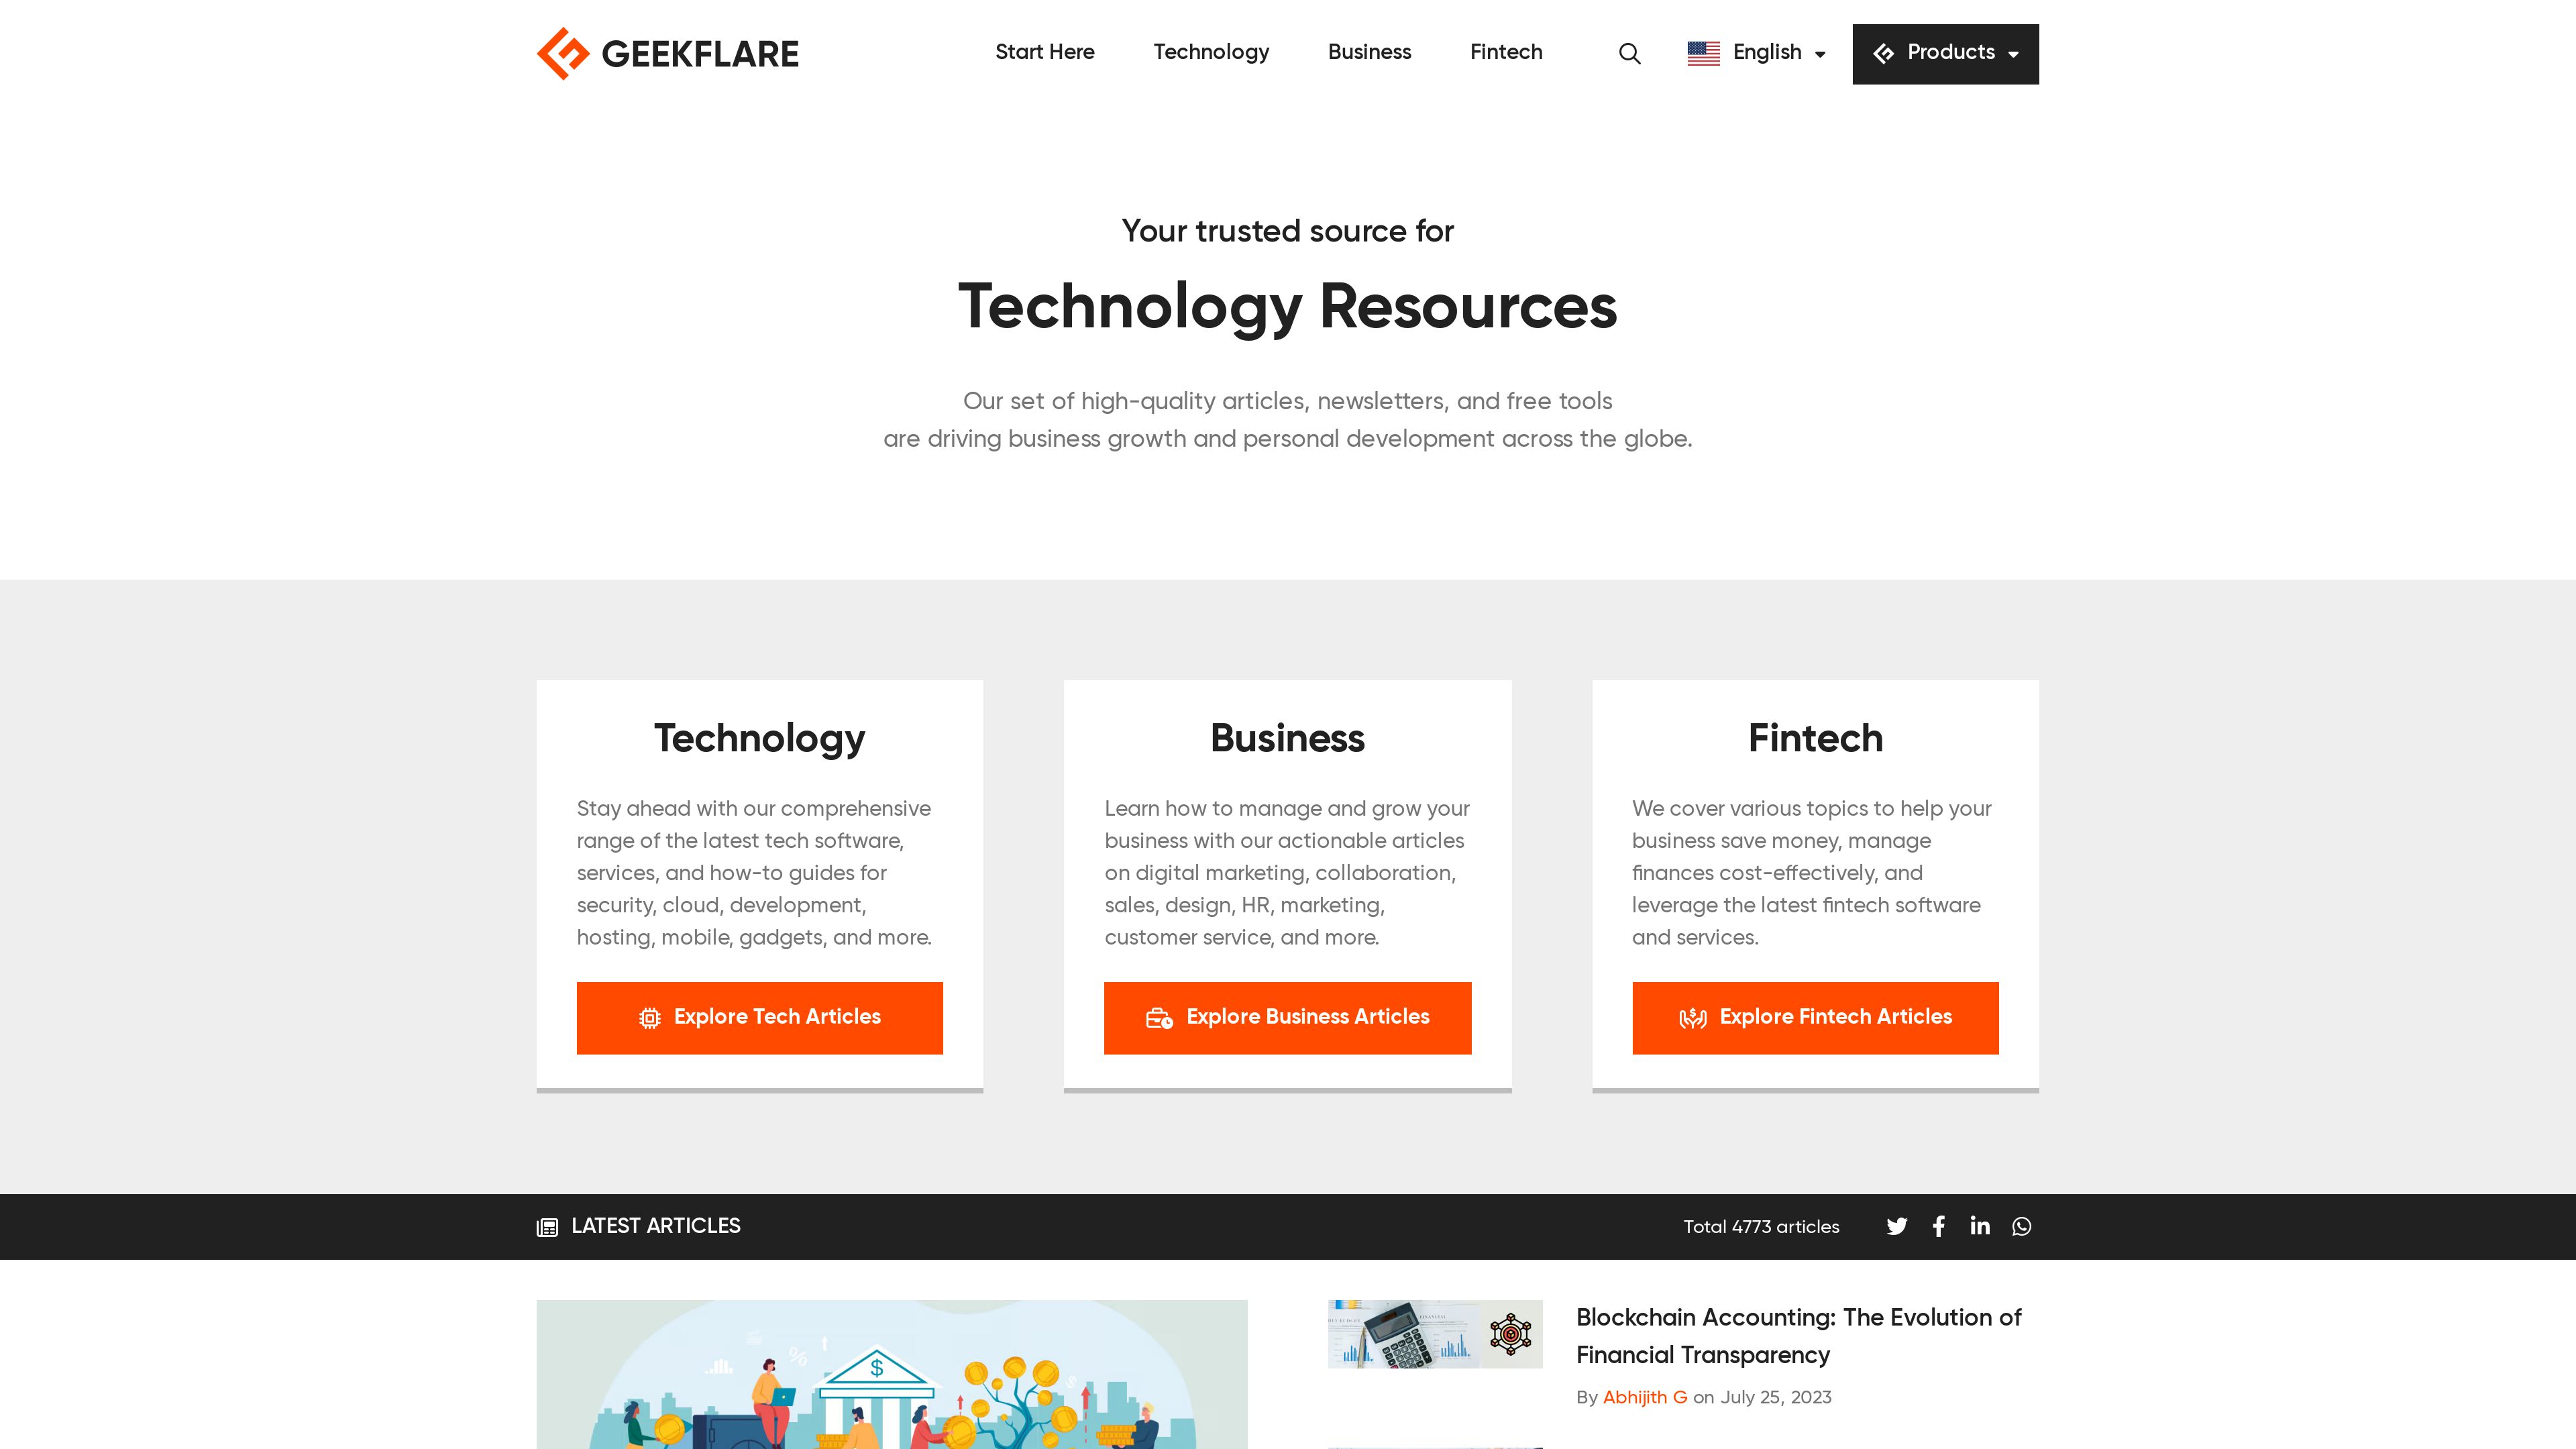 GEEKFLARE
Start Here
Technology
Business
Fintech
English
Products
Your trusted source for
Technology Resources
Our set of high-quality articles, newsletters, and free tools
are driving business growth and personal development across the globe.
Technology
Stay ahead with our comprehensive
range of the latest tech software,
services, and how-to guides for
security, cloud, development,
hosting, mobile, gadgets, and more.
Explore Tech Articles
Business
Learn how to manage and grow your
business with our actionable articles
on digital marketing, collaboration,
sales, design, HR, marketing,
customer service, and more.
Explore Business Articles
Fintech
We cover various topics to help your
business save money, manage
finances cost-effectively, and
leverage the latest fintech software
and services.
Explore Fintech Articles
LATEST ARTICLES
Total 4773 articles
Blockchain Accounting: The Evolution of
Financial Transparency
By Abhijith G on July 25, 2023